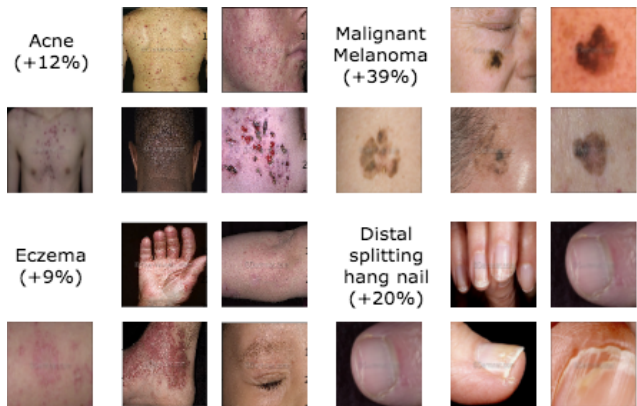 Acne
(+12%)
Malignant
Melanoma
(+39%)
Eczema
(+9%)
Distal
splitting
hang nail
(+20%)